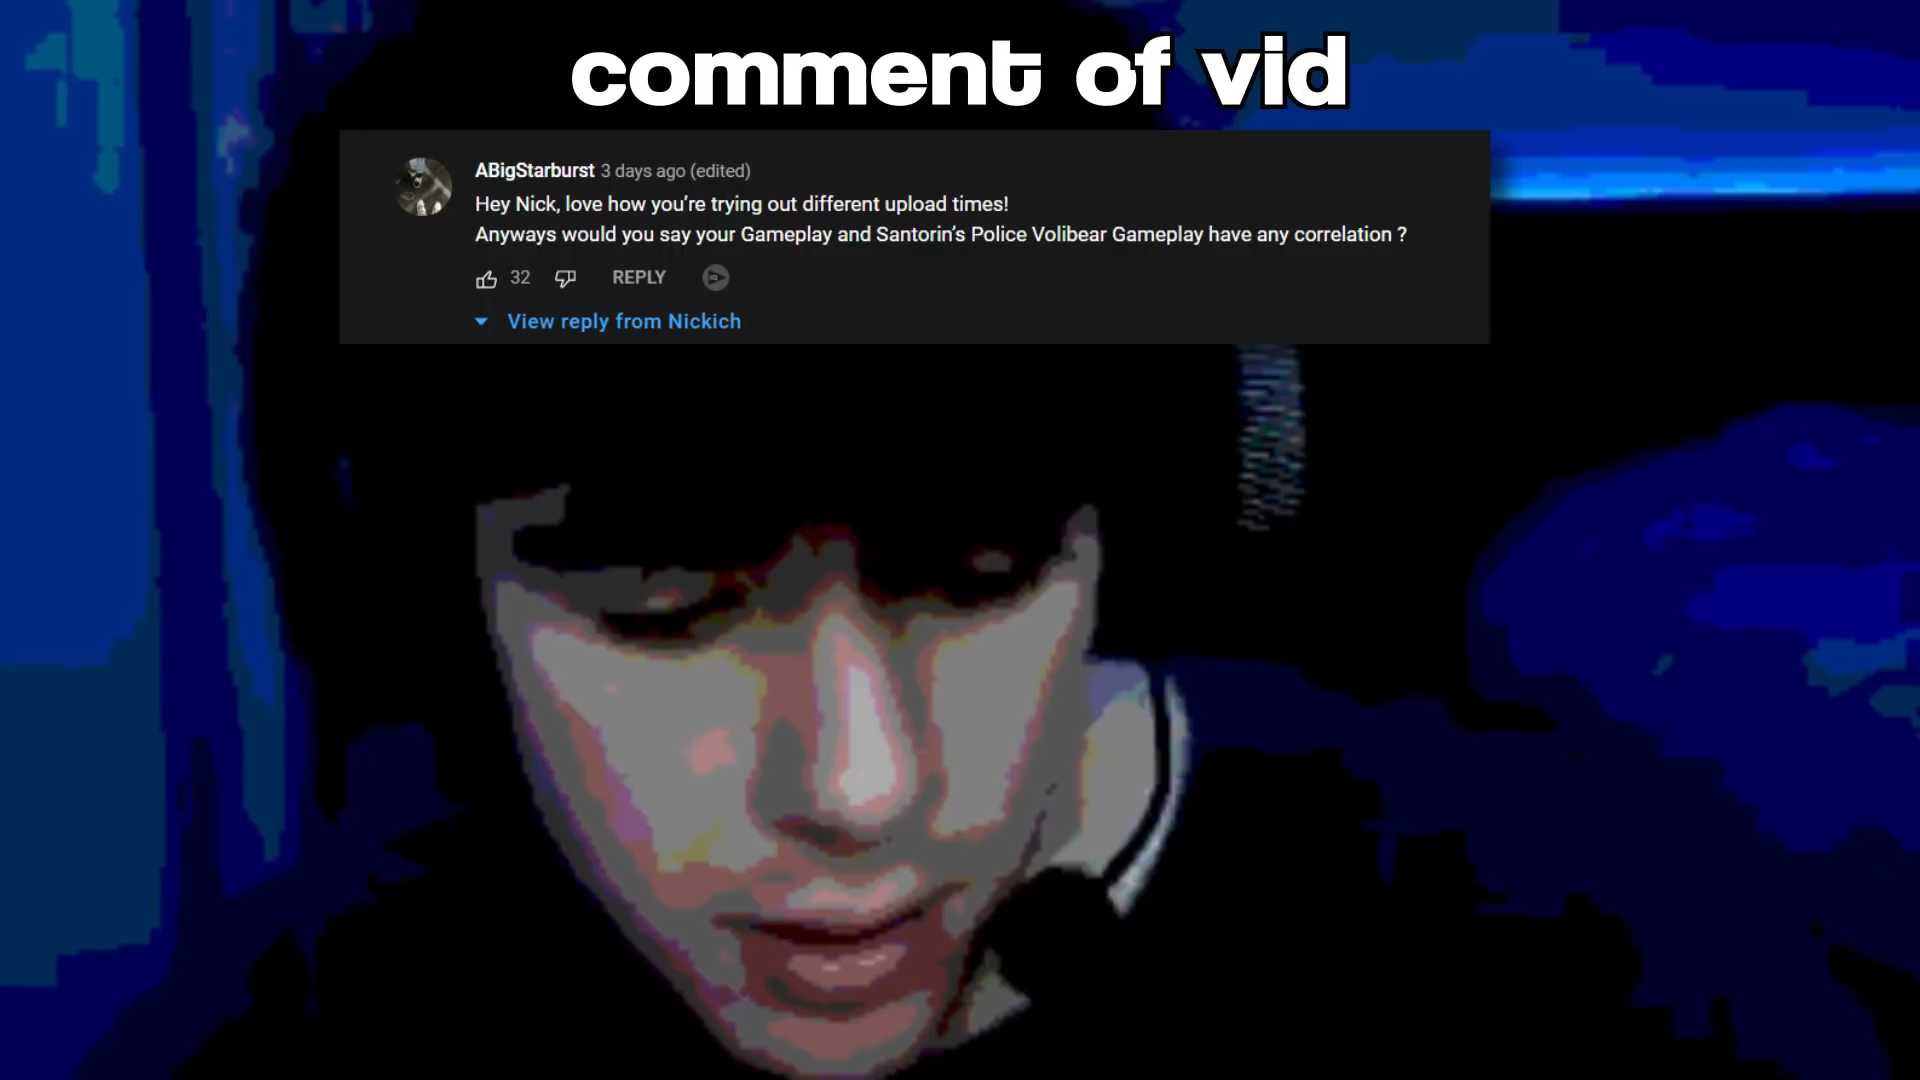 comment of vid
ABigStarburst 3 days ago (edited)
Hey Nick, love how you’re trying out different upload times!
Anyways would you say your Gameplay and Santorin’s Police Volibear Gameplay have any correlation ?
32 REPLY
View reply from Nickich